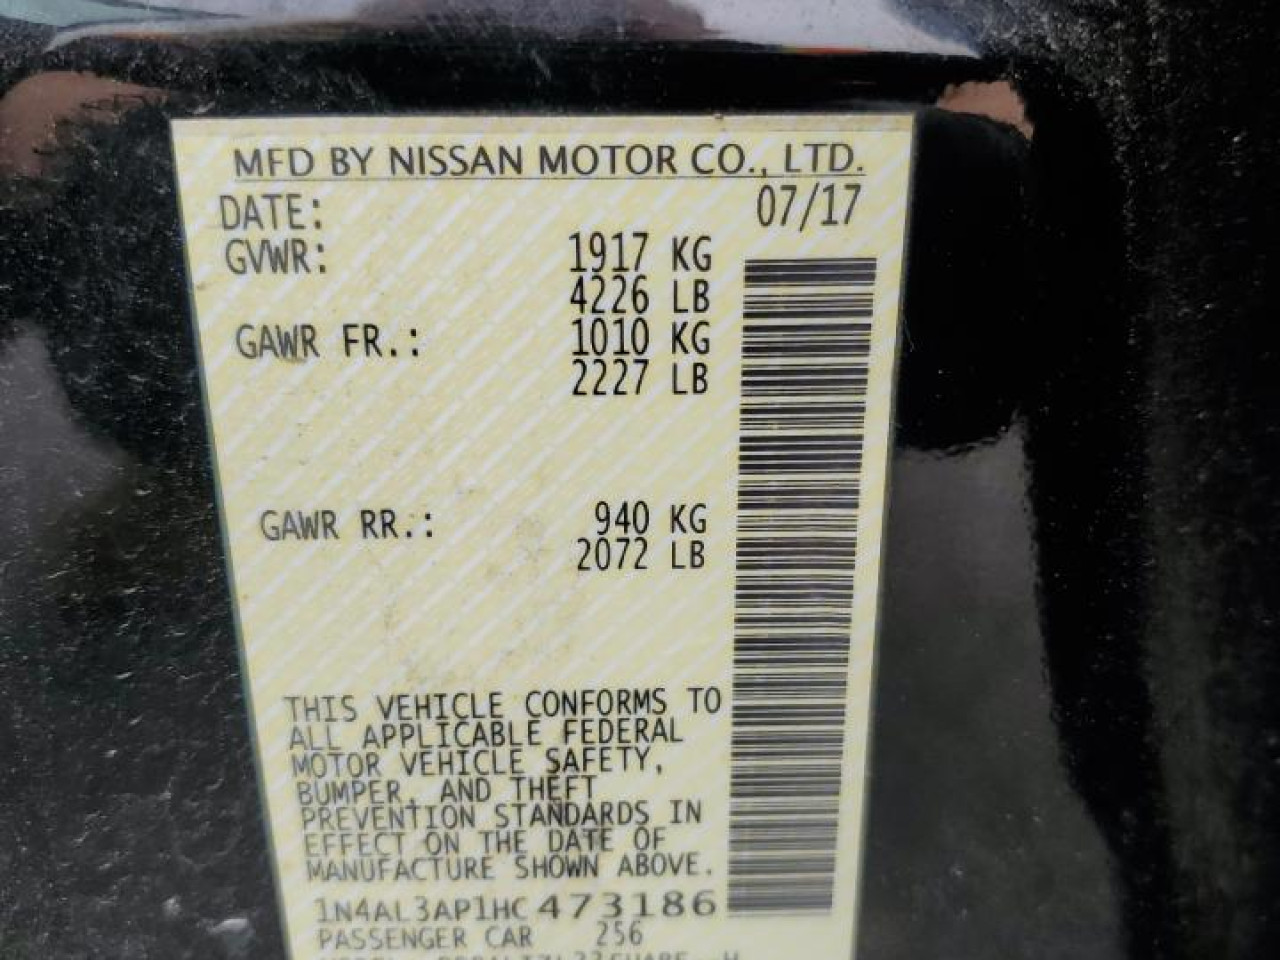 MFD BY NISSAN MOTOR CO., LTD.
DATE: 07/17
GVWR: 1917 KG
4226 LB
GAWR FR.: 1010 KG
2227 LB
GAWR RR.: 940 KG
2072 LB
THIS VEHICLE CONFORMS TO
ALL APPLICABLE FEDERAL
MOTOR VEHICLE SAFETY,
BUMPER, AND THEFT
PREVENTION STANDARDS IN
EFFECT ON THE DATE OF
MANUFACTURE SHOWN ABOVE.
1N4AL3AP1HC473186
PASSENGER CAR 256